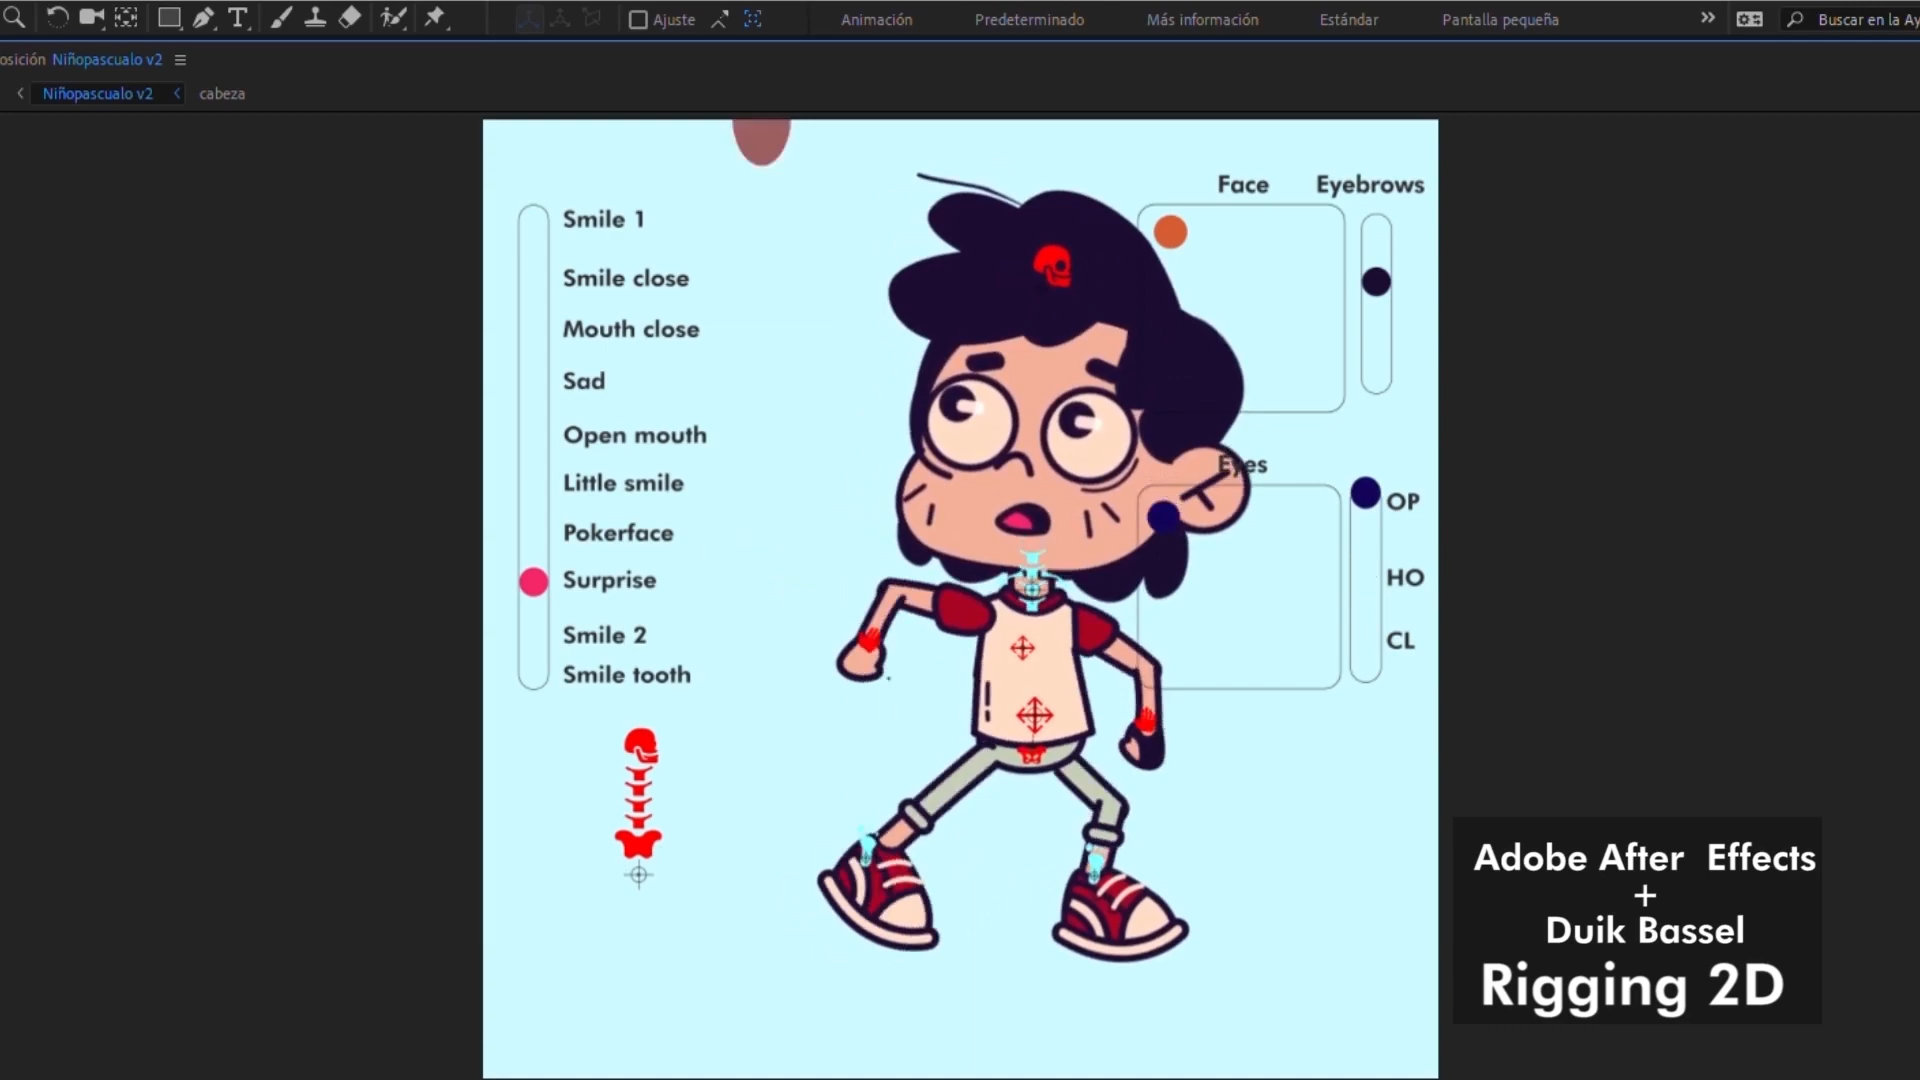 Ajuste
Animación
Predeterminado
Más información
Estándar
Pantalla pequeña
Buscar en la Ay
osición Niñopascualo v2
Niñopascualo v2
cabeza
Face
Eyebrows
Smile 1
Smile close
Mouth close
Sad
Open mouth
Little smile
Pokerface
Surprise
Smile 2
Smile tooth
Eyes
OP
HO
CL
Adobe After Effects
+
Duik Bassel
Rigging 2D